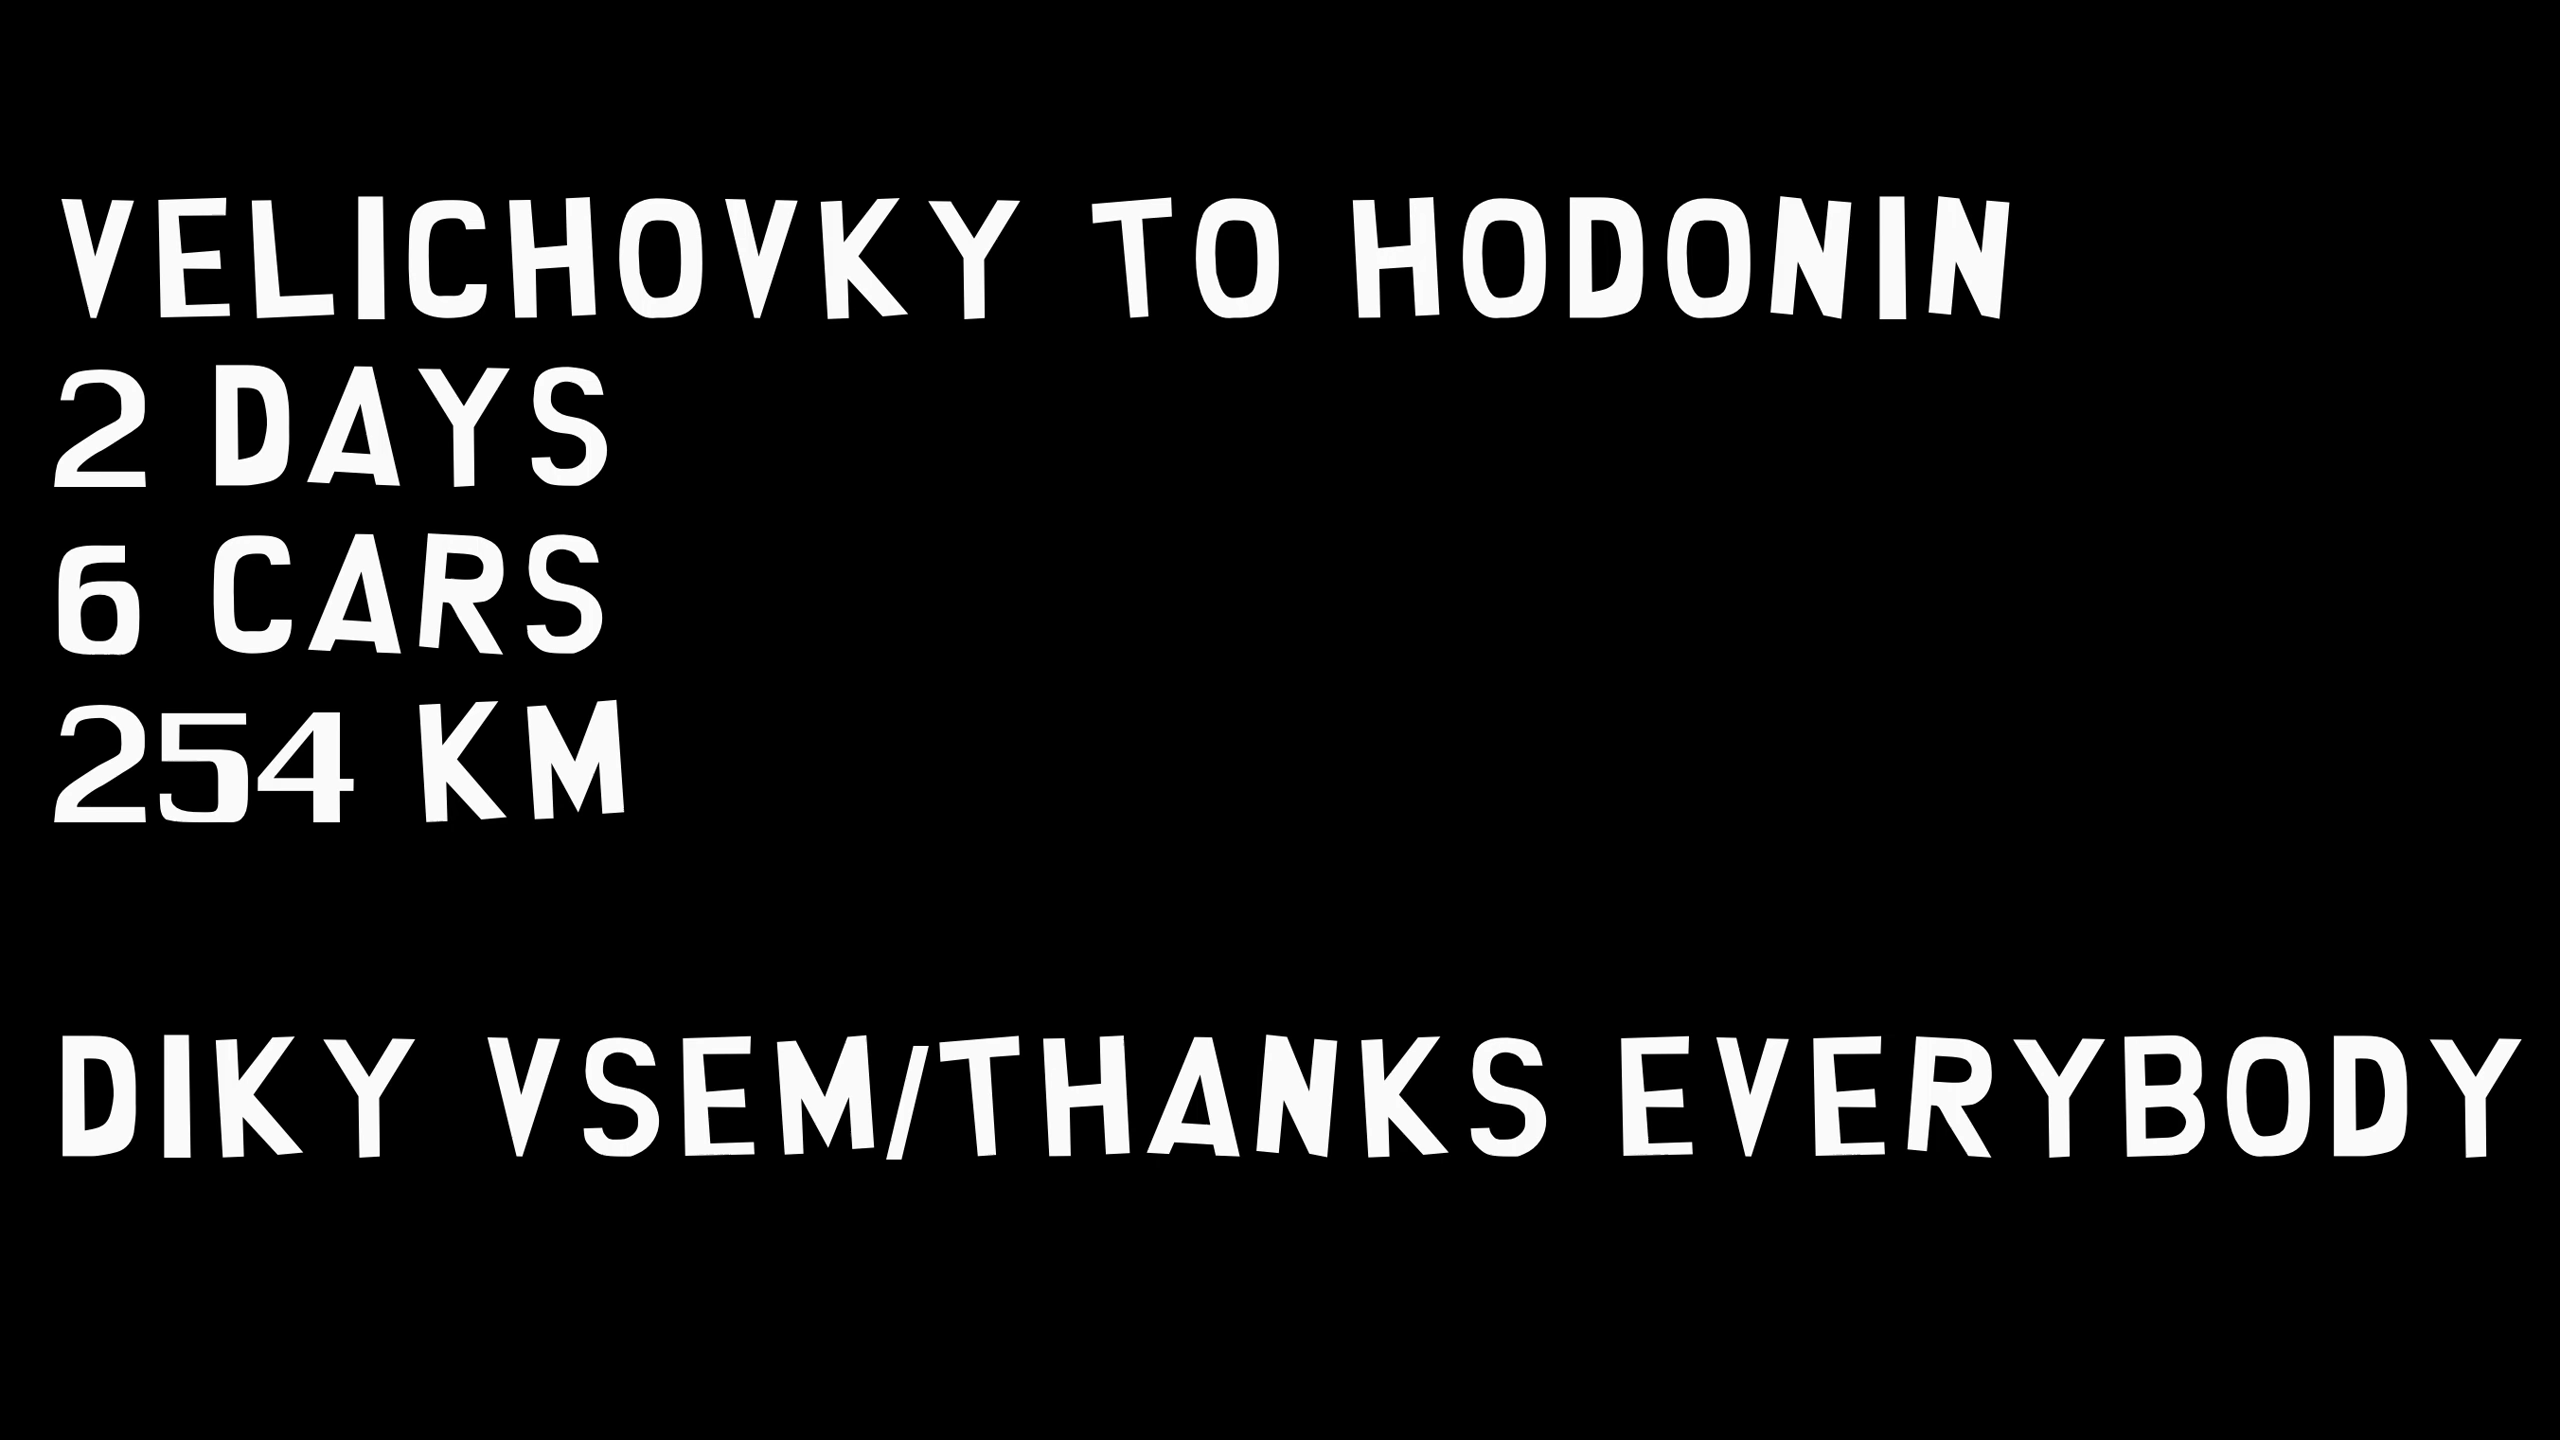 VELICHOVKY TO HODONIN
2 DAYS
6 CARS
254 KM
DIKY VSEM/THANKS EVERYBODY